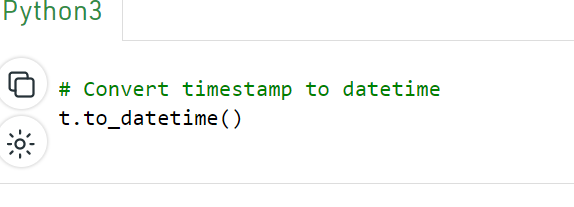 Python3
# Convert timestamp to datetime
t.to_datetime()